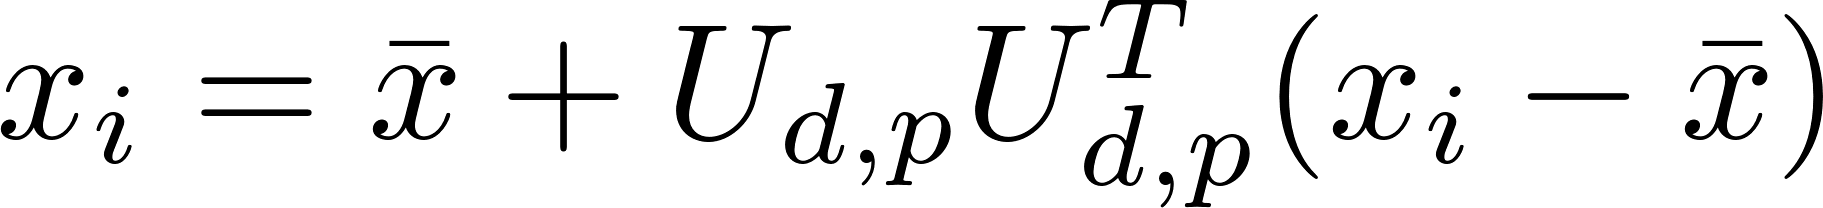 $x_i = \bar{x} + U_{d,p} U_{d,p}^T (x_i - \bar{x})$